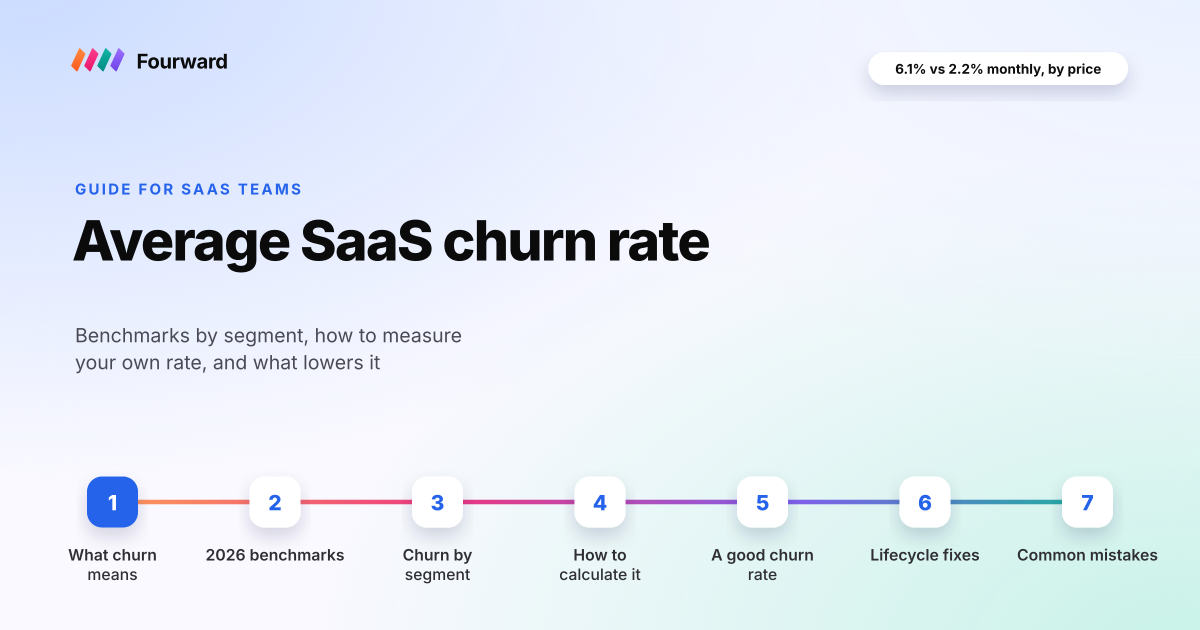 Fourward
6.1% vs 2.2% monthly, by price
GUIDE FOR SAAS TEAMS
Average SaaS churn rate
Benchmarks by segment, how to measure
your own rate, and what lowers it
1
2
3
4
5
6
7
What churn
means
2026 benchmarks
Churn by
segment
How to
calculate it
A good churn
rate
Lifecycle fixes
Common mistakes